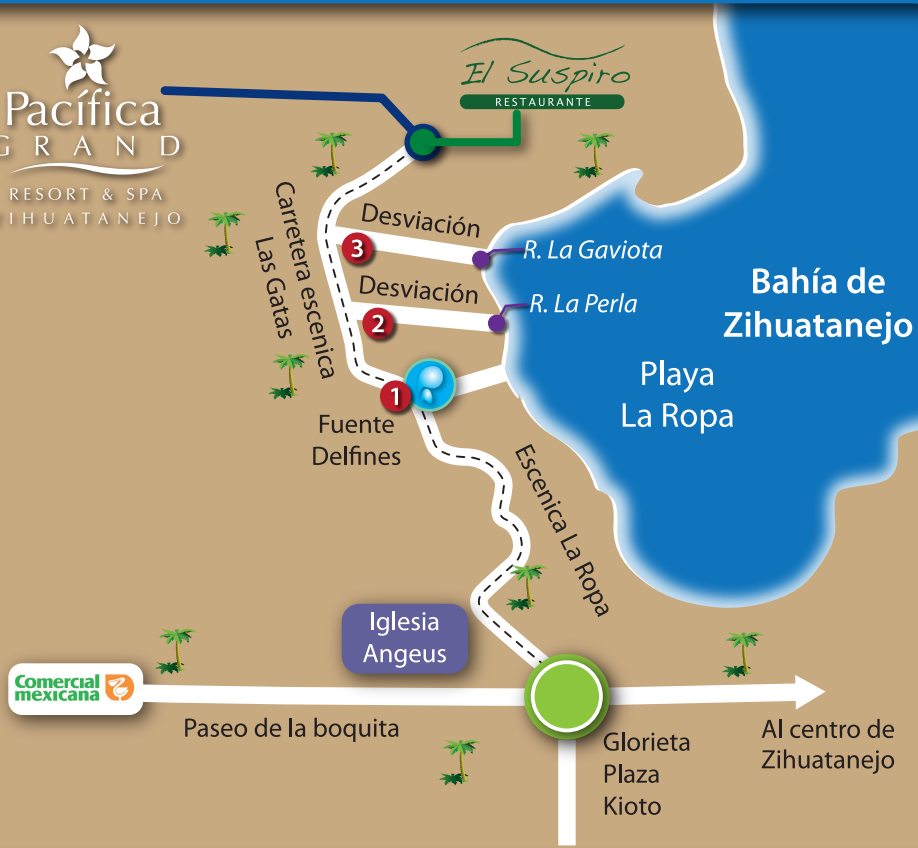 Pacífica
GRAND
RESORT & SPA
ZIHUATANEJO
El Suspiro
RESTAURANTE
Carretera escenica
Las Gatas
Desviación
3
R. La Gaviota
Desviación
2
R. La Perla
Bahía de
Zihuatanejo
Playa
La Ropa
1
Fuente
Delfines
Escenica La Ropa
Iglesia
Angeus
Comercial
mexicana
Paseo de la boquita
Glorieta
Plaza
Kioto
Al centro de
Zihuatanejo